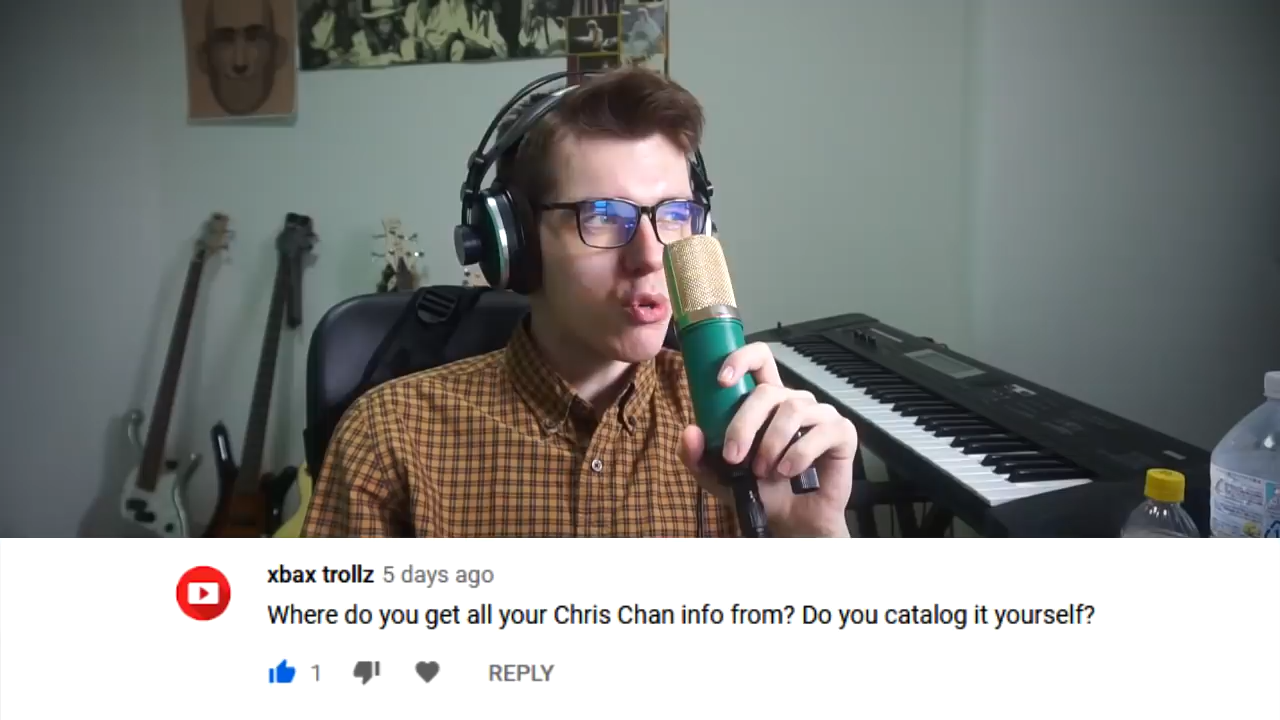 xbax trollz 5 days ago
Where do you get all your Chris Chan info from? Do you catalog it yourself?
1 REPLY